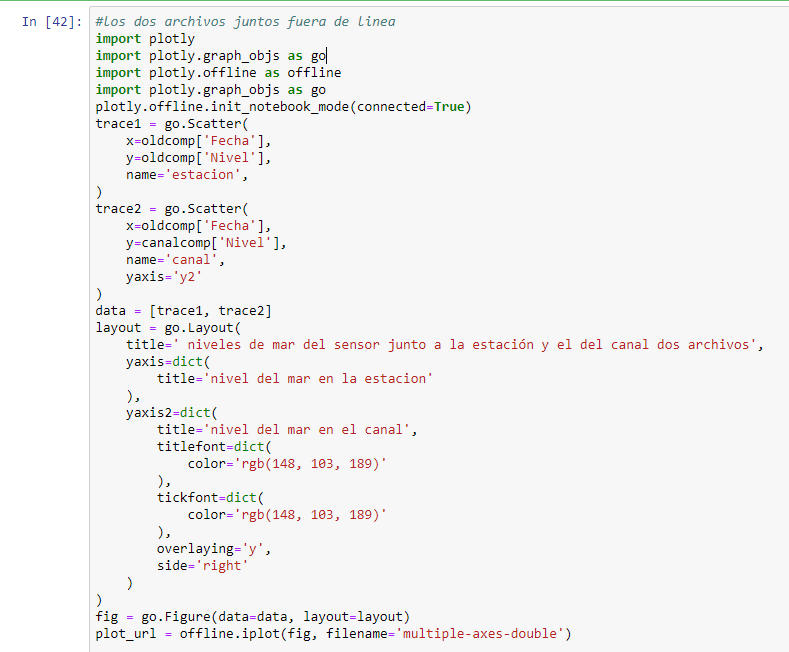 In [42]: #Los dos archivos juntos fuera de linea
import plotly
import plotly.graph_objs as go
import plotly.offline as offline
import plotly.graph_objs as go
plotly.offline.init_notebook_mode(connected=True)
trace1 = go.Scatter(
    x=oldcomp['Fecha'],
    y=oldcomp['Nivel'],
    name='estacion',
)
trace2 = go.Scatter(
    x=oldcomp['Fecha'],
    y=canalcomp['Nivel'],
    name='canal',
    yaxis='y2'
)
data = [trace1, trace2]
layout = go.Layout(
    title=' niveles de mar del sensor junto a la estación y el del canal dos archivos',
    yaxis=dict(
        title='nivel del mar en la estacion'
    ),
    yaxis2=dict(
        title='nivel del mar en el canal',
        titlefont=dict(
            color='rgb(148, 103, 189)'
        ),
        tickfont=dict(
            color='rgb(148, 103, 189)'
        ),
        overlaying='y',
        side='right'
    )
)
fig = go.Figure(data=data, layout=layout)
plot_url = offline.iplot(fig, filename='multiple-axes-double')